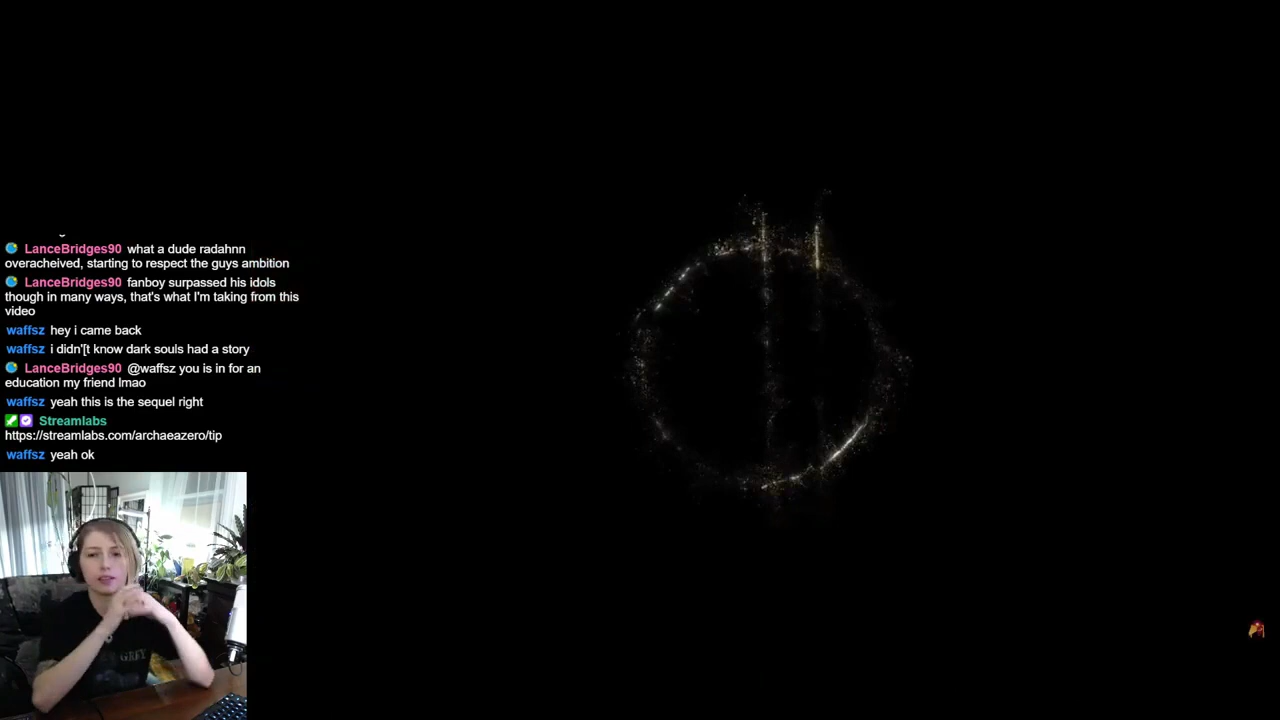 LanceBridges90 what a dude radahnn
overacheived, starting to respect the guys ambition
LanceBridges90 fanboy surpassed his idols
though in many ways, that's what I'm taking from this
video
waffsz hey i came back
waffsz i didn'[t know dark souls had a story
LanceBridges90 @waffsz you is in for an
education my friend lmao
waffsz yeah this is the sequel right
Streamlabs
https://streamlabs.com/archaeazero/tip
waffsz yeah ok
GREY